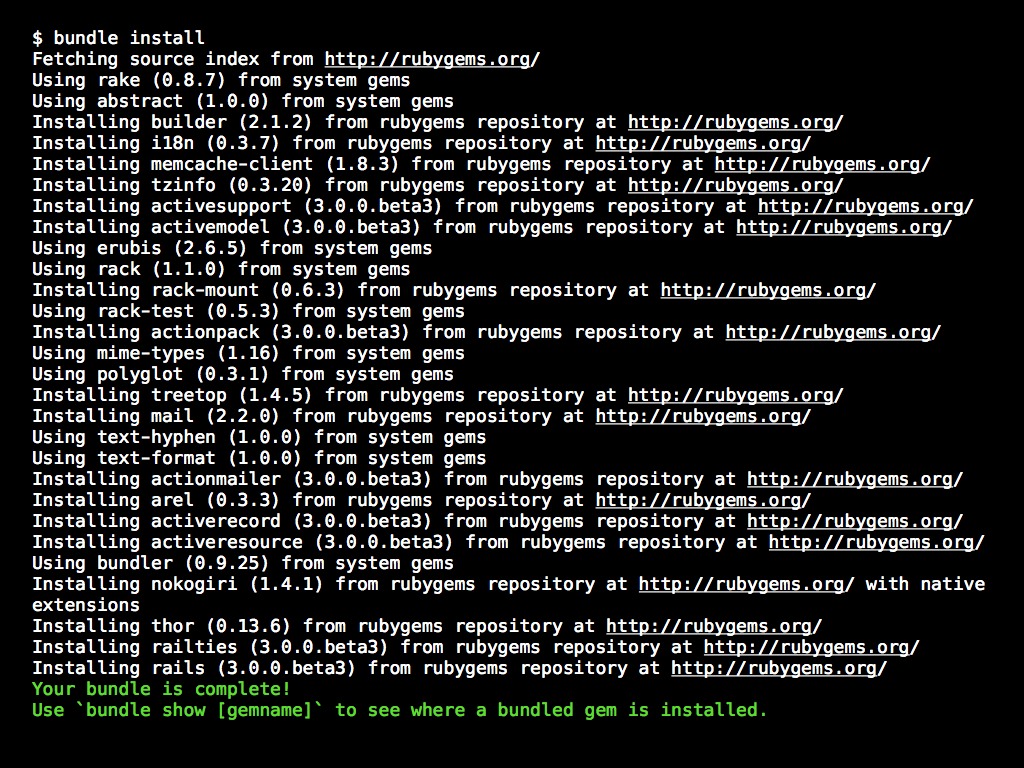 $ bundle install
Fetching source index from http://rubygems.org/
Using rake (0.8.7) from system gems
Using abstract (1.0.0) from system gems
Installing builder (2.1.2) from rubygems repository at http://rubygems.org/
Installing i18n (0.3.7) from rubygems repository at http://rubygems.org/
Installing memcache-client (1.8.3) from rubygems repository at http://rubygems.org/
Installing tzinfo (0.3.20) from rubygems repository at http://rubygems.org/
Installing activesupport (3.0.0.beta3) from rubygems repository at http://rubygems.org/
Installing activemodel (3.0.0.beta3) from rubygems repository at http://rubygems.org/
Using erubis (2.6.5) from system gems
Using rack (1.1.0) from system gems
Installing rack-mount (0.6.3) from rubygems repository at http://rubygems.org/
Using rack-test (0.5.3) from system gems
Installing actionpack (3.0.0.beta3) from rubygems repository at http://rubygems.org/
Using mime-types (1.16) from system gems
Using polyglot (0.3.1) from system gems
Installing treetop (1.4.5) from rubygems repository at http://rubygems.org/
Installing mail (2.2.0) from rubygems repository at http://rubygems.org/
Using text-hyphen (1.0.0) from system gems
Using text-format (1.0.0) from system gems
Installing actionmailer (3.0.0.beta3) from rubygems repository at http://rubygems.org/
Installing arel (0.3.3) from rubygems repository at http://rubygems.org/
Installing activerecord (3.0.0.beta3) from rubygems repository at http://rubygems.org/
Installing activeresource (3.0.0.beta3) from rubygems repository at http://rubygems.org/
Using bundler (0.9.25) from system gems
Installing nokogiri (1.4.1) from rubygems repository at http://rubygems.org/ with native
extensions
Installing thor (0.13.6) from rubygems repository at http://rubygems.org/
Installing railties (3.0.0.beta3) from rubygems repository at http://rubygems.org/
Installing rails (3.0.0.beta3) from rubygems repository at http://rubygems.org/
Your bundle is complete!
Use `bundle show [gemname]` to see where a bundled gem is installed.